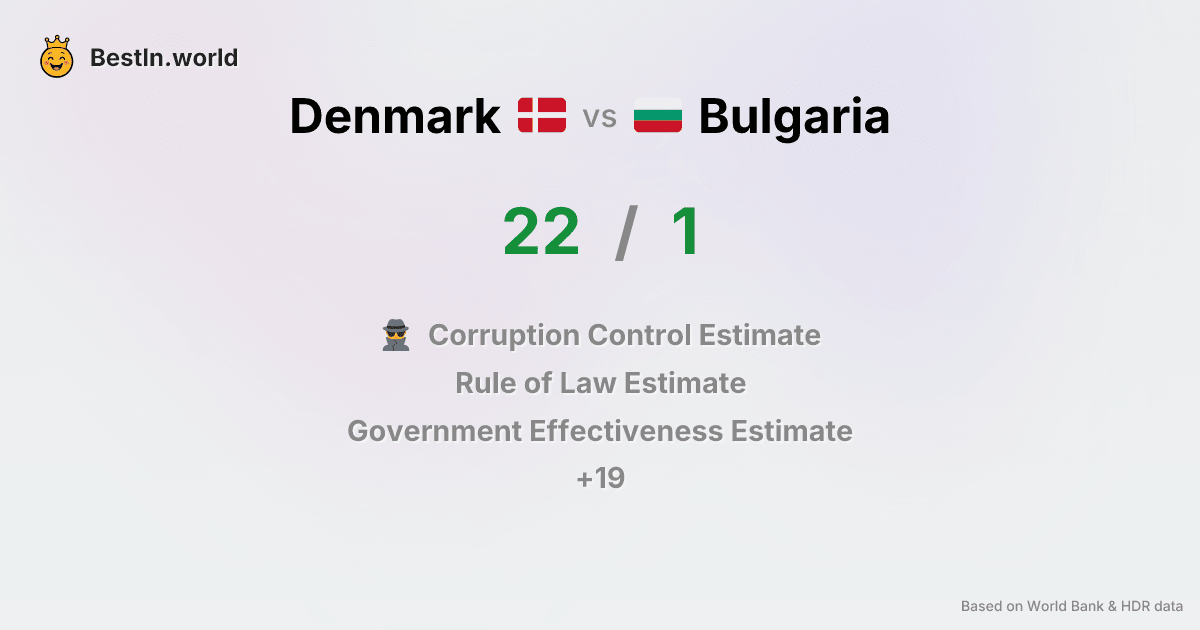 BestIn.world
Denmark vs Bulgaria
22 / 1
Corruption Control Estimate
Rule of Law Estimate
Government Effectiveness Estimate
+19
Based on World Bank & HDR data